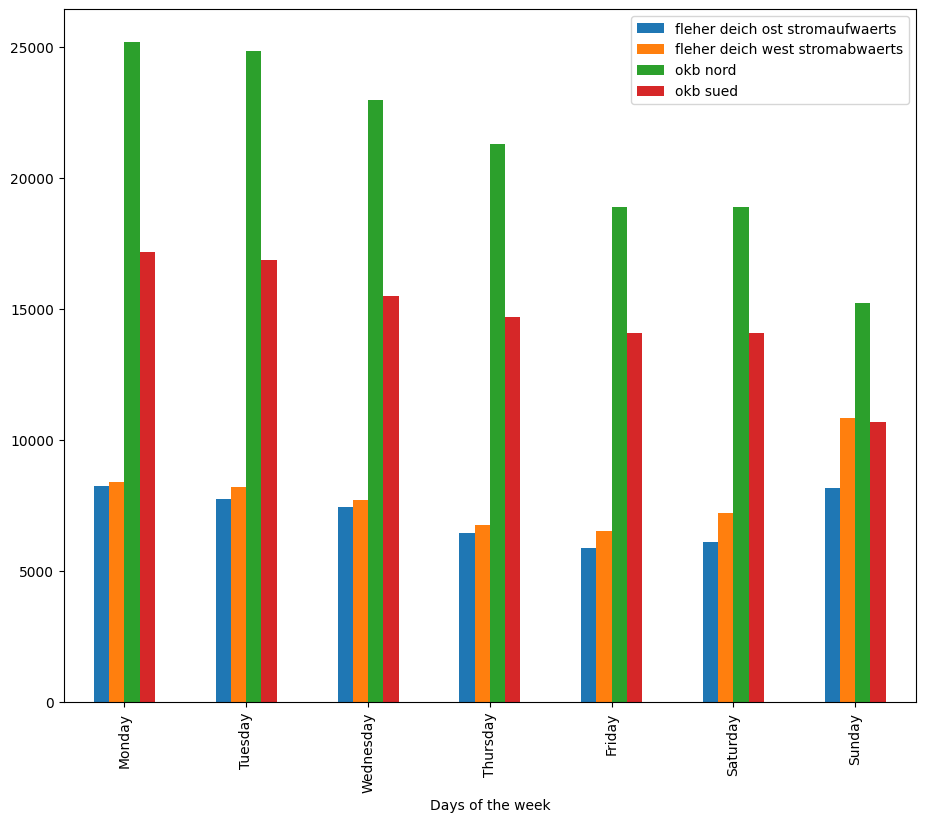 fleher deich ost stromaufwaerts
fleher deich west stromabwaerts
okb nord
okb sued
25000
20000
15000
10000
5000
0
Monday
Tuesday
Wednesday
Thursday
Friday
Saturday
Sunday
Days of the week